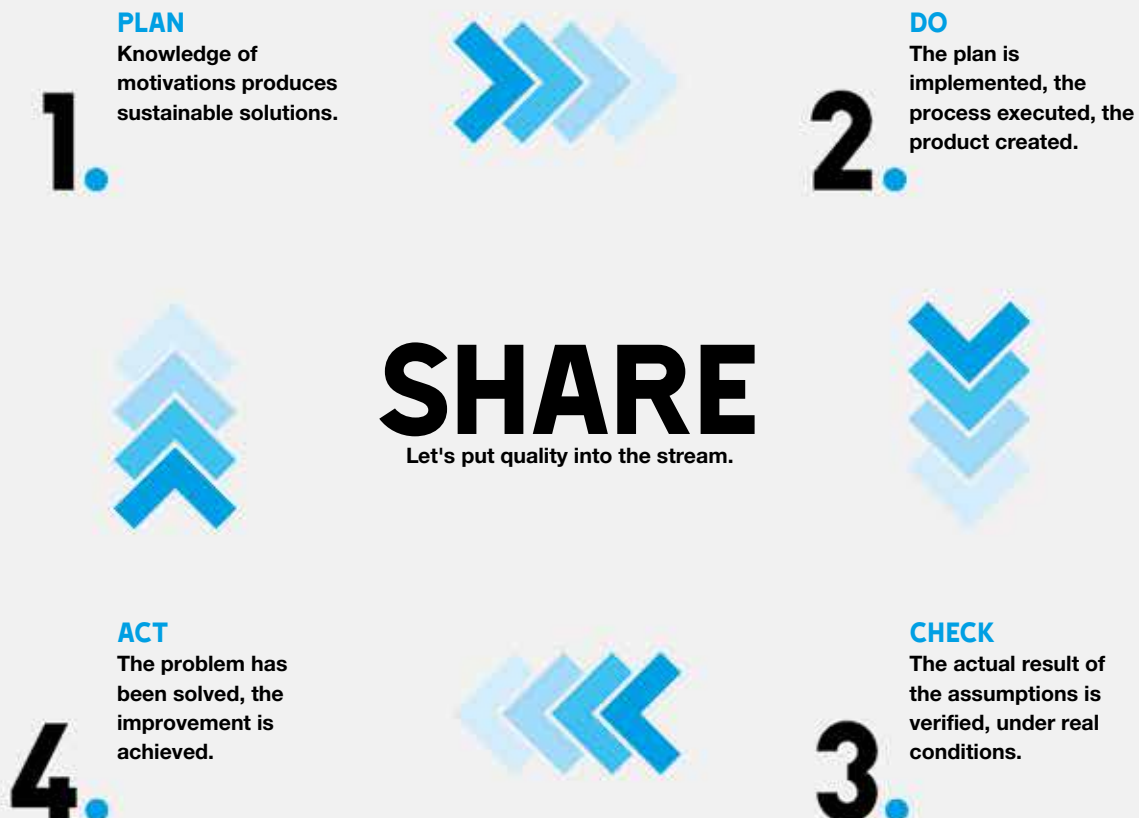 PLAN
Knowledge of
motivations produces
sustainable solutions.
1.
DO
The plan is
implemented, the
process executed, the
product created.
2.
SHARE
Let's put quality into the stream.
ACT
The problem has
been solved, the
improvement is
achieved.
4.
CHECK
The actual result of
the assumptions is
verified, under real
conditions.
3.